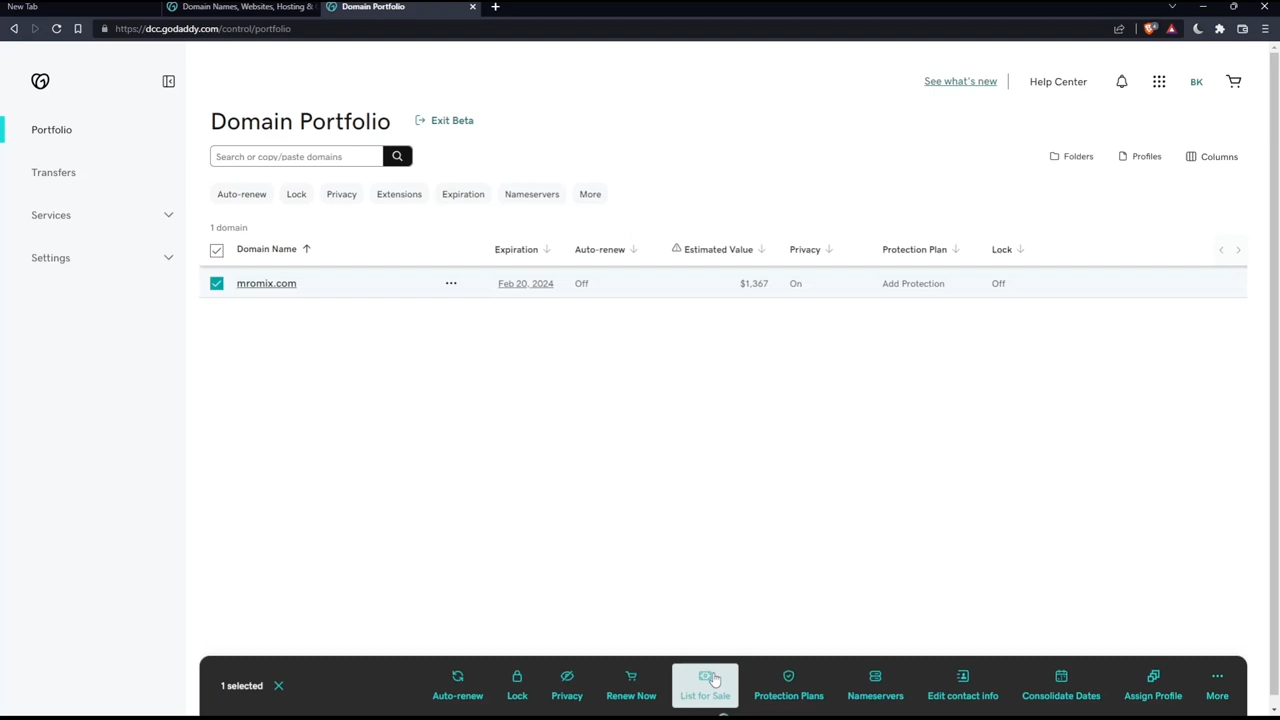 New Tab
Domain Names, Websites, Hosting &
Domain Portfolio
https://dcc.godaddy.com/control/portfolio
See what's new
Help Center
BK
Portfolio
Transfers
Services
Settings
Domain Portfolio
Exit Beta
Search or copy/paste domains
Folders
Profiles
Columns
Auto-renew
Lock
Privacy
Extensions
Expiration
Nameservers
More
1 domain
Domain Name
Expiration
Auto-renew
Estimated Value
Privacy
Protection Plan
Lock
mromix.com
Feb 20, 2024
Off
$1,367
On
Add Protection
Off
1 selected
Auto-renew
Lock
Privacy
Renew Now
List for Sale
Protection Plans
Nameservers
Edit contact info
Consolidate Dates
Assign Profile
More